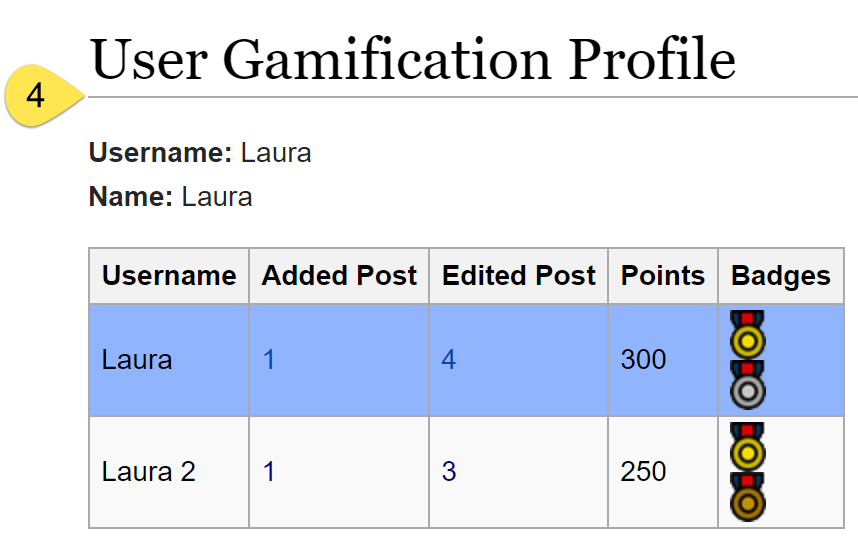 User Gamification Profile
4
Username: Laura
Name: Laura
Username Added Post Edited Post Points Badges
Laura 1 4 300
Laura 2 1 3 250